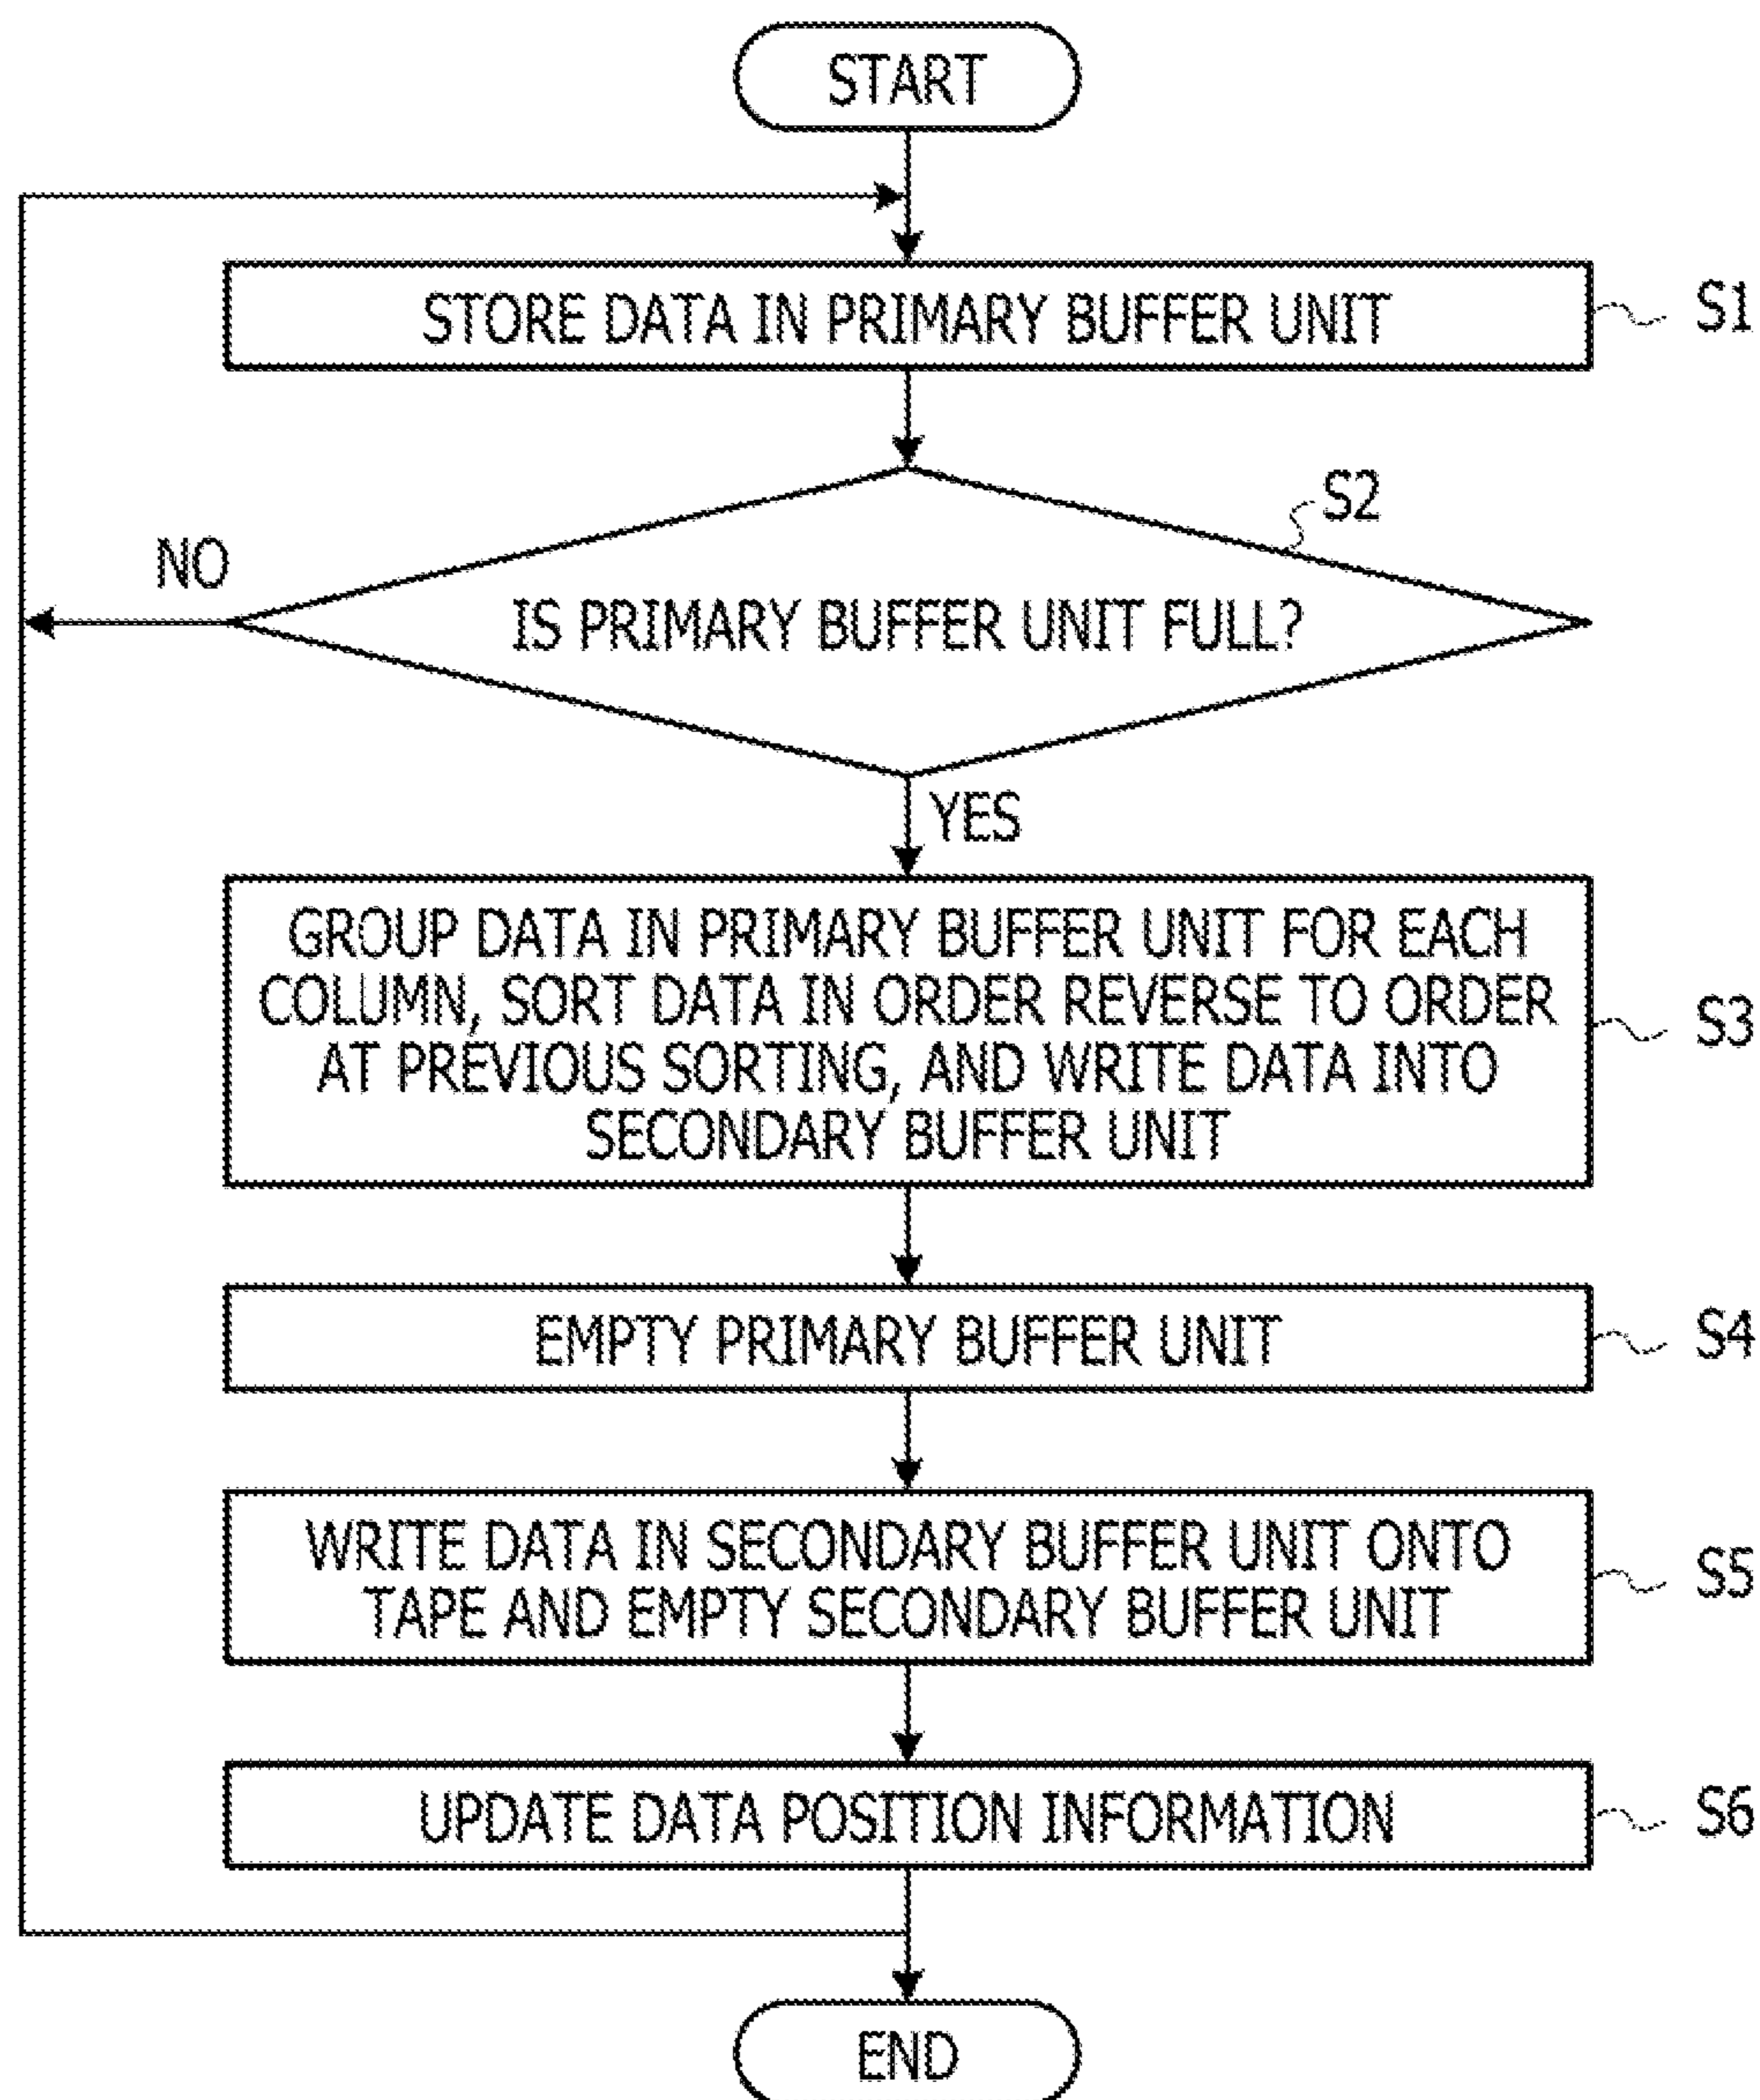 START
STORE DATA IN PRIMARY BUFFER UNIT
S1
S2
NO
IS PRIMARY BUFFER UNIT FULL?
YES
GROUP DATA IN PRIMARY BUFFER UNIT FOR EACH
COLUMN, SORT DATA IN ORDER REVERSE TO ORDER
AT PREVIOUS SORTING, AND WRITE DATA INTO
SECONDARY BUFFER UNIT
S3
EMPTY PRIMARY BUFFER UNIT
S4
WRITE DATA IN SECONDARY BUFFER UNIT ONTO
TAPE AND EMPTY SECONDARY BUFFER UNIT
S5
UPDATE DATA POSITION INFORMATION
S6
END